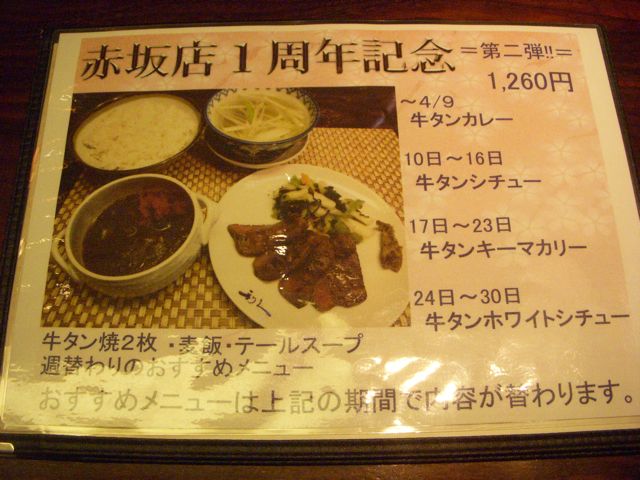 赤坂店1周年記念
＝第二弾!!＝
1,260円
～4/9
牛タンカレー
10日～16日
牛タンシチュー
17日～23日
牛タンキーマカリー
24日～30日
牛タンホワイトシチュー
牛タン焼2枚 ・麦飯・テールスープ
週替わりのおすすめメニュー
おすすめメニューは上記の期間で内容が替わります。